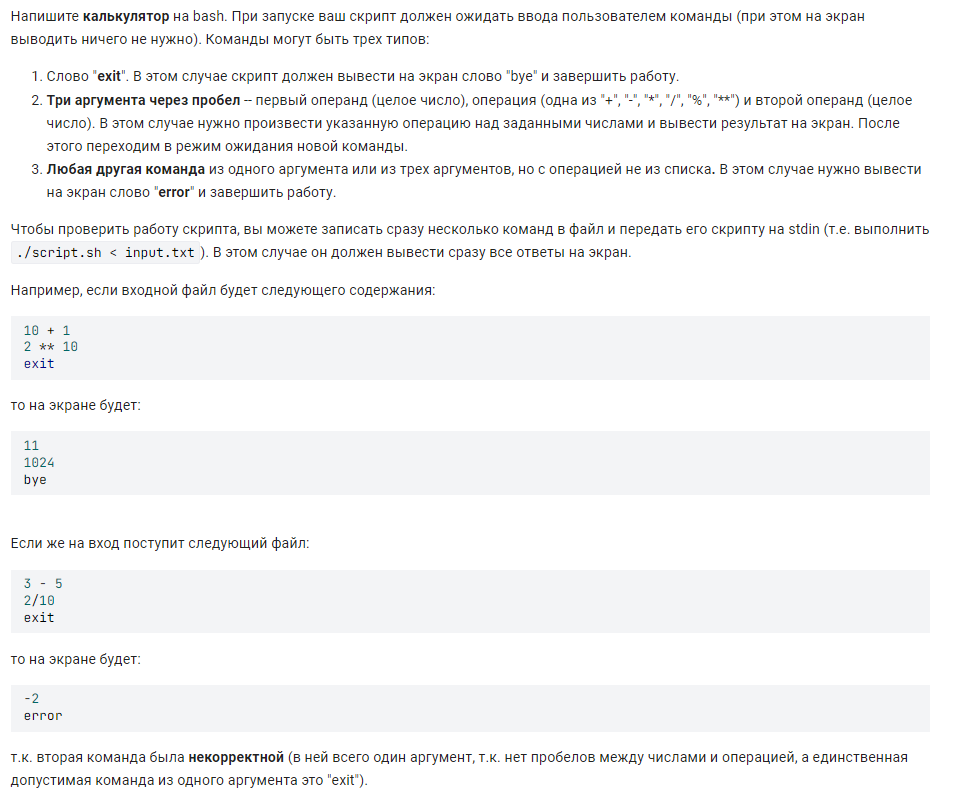 Напишите калькулятор на bash. При запуске ваш скрипт должен ожидать ввода пользователем команды (при этом на экран
выводить ничего не нужно). Команды могут быть трех типов:
1. Слово "exit". В этом случае скрипт должен вывести на экран слово "bye" и завершить работу.
2. Три аргумента через пробел -- первый операнд (целое число), операция (одна из "+", "-", "*", "/", "%", "**") и второй операнд (целое
число). В этом случае нужно произвести указанную операцию над заданными числами и вывести результат на экран. После
этого переходим в режим ожидания новой команды.
3. Любая другая команда из одного аргумента или из трех аргументов, но с операцией не из списка. В этом случае нужно вывести
на экран слово "error" и завершить работу.
Чтобы проверить работу скрипта, вы можете записать сразу несколько команд в файл и передать его скрипту на stdin (т.е. выполнить
./script.sh < input.txt ). В этом случае он должен вывести сразу все ответы на экран.
Например, если входной файл будет следующего содержания:
10 + 1
2 ** 10
exit
то на экране будет:
11
1024
bye
Если же на вход поступит следующий файл:
3 - 5
2/10
exit
то на экране будет:
-2
error
т.к. вторая команда была некорректной (в ней всего один аргумент, т.к. нет пробелов между числами и операцией, а единственная
допустимая команда из одного аргумента это "exit").